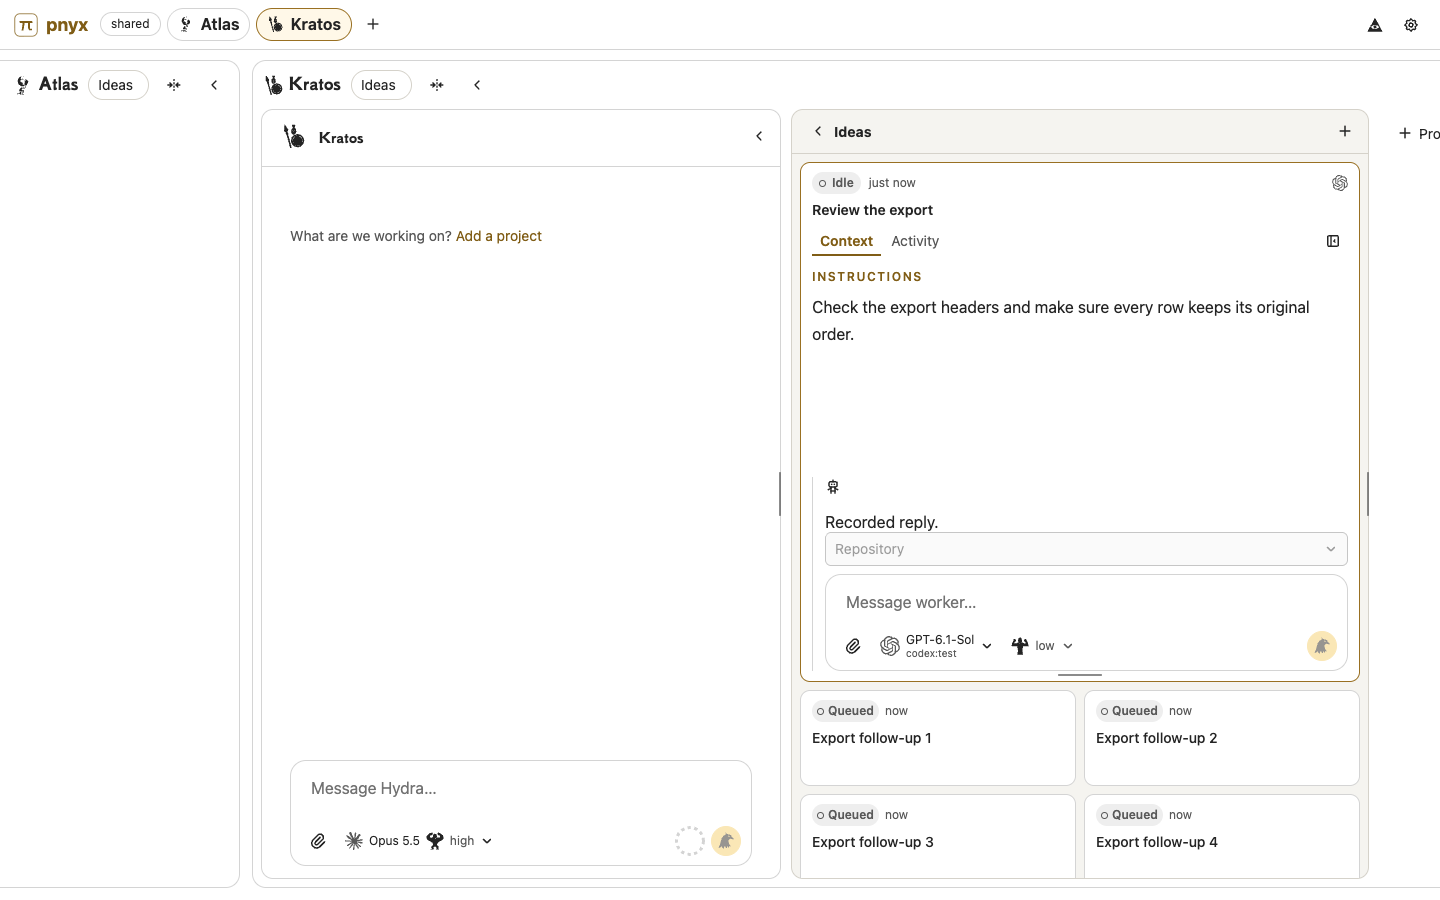 π pnyx shared Atlas Kratos
Atlas Ideas
Kratos Ideas
Kratos
What are we working on? Add a project
Message Hydra...
Opus 5.5 high
Ideas
Idle just now
Review the export
Context Activity
INSTRUCTIONS
Check the export headers and make sure every row keeps its original
order.
Recorded reply.
Repository
Message worker...
GPT-6.1-Sol
codex:test
low
Queued now
Export follow-up 1
Queued now
Export follow-up 2
Queued now
Export follow-up 3
Queued now
Export follow-up 4
Pro